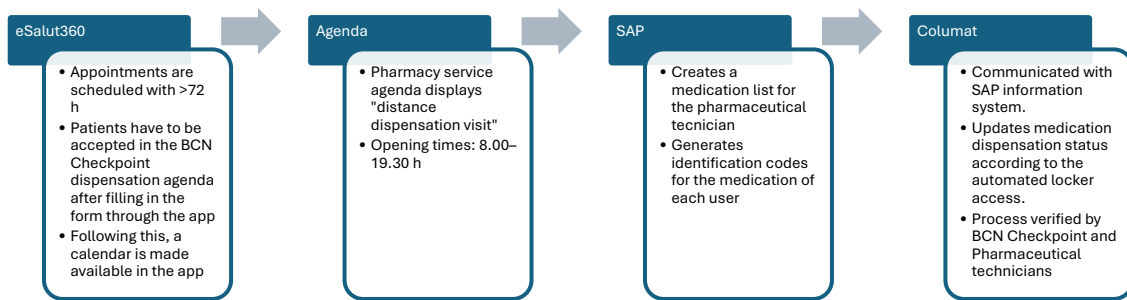 eSalut360
• Appointments are
scheduled with >72
h
• Patients have to be
accepted in the BCN
Checkpoint
dispensation agenda
after filling in the
form through the app
• Following this, a
calendar is made
available in the app
Agenda
• Pharmacy service
agenda displays
"distance
dispensation visit"
• Opening times: 8.00–
19.30 h
SAP
• Creates a
medication list for
the pharmaceutical
tecnician
• Generates
identification codes
for the medication of
each user
Columat
• Communicated with
SAP information
system.
• Updates medication
dispensation status
according to the
automated locker
access.
• Process verified by
BCN Checkpoint and
Pharmaceutical
technicians